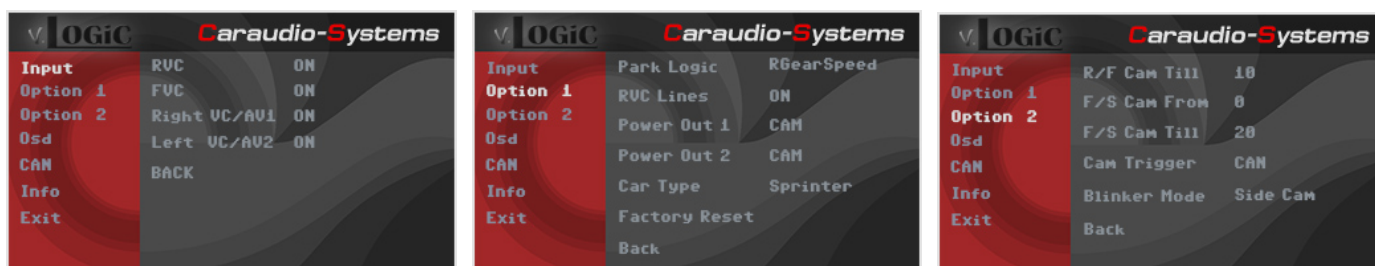 v.LOGiC Caraudio-Systems
Input RVC ON
Option 1 FVC ON
Option 2 Right VC/AV1 ON
Osd Left VC/AV2 ON
CAN BACK
Info
Exit
v.LOGiC Caraudio-Systems
Input Park Logic RGearSpeed
Option 1 RVC Lines ON
Option 2 Power Out 1 CAM
Osd Power Out 2 CAM
CAN Car Type Sprinter
Info Factory Reset
Exit Back
v.LOGiC Caraudio-Systems
Input R/F Cam Till 10
Option 1 F/S Cam From 0
Option 2 F/S Cam Till 20
Osd Cam Trigger CAN
CAN Blinker Mode Side Cam
Info Back
Exit